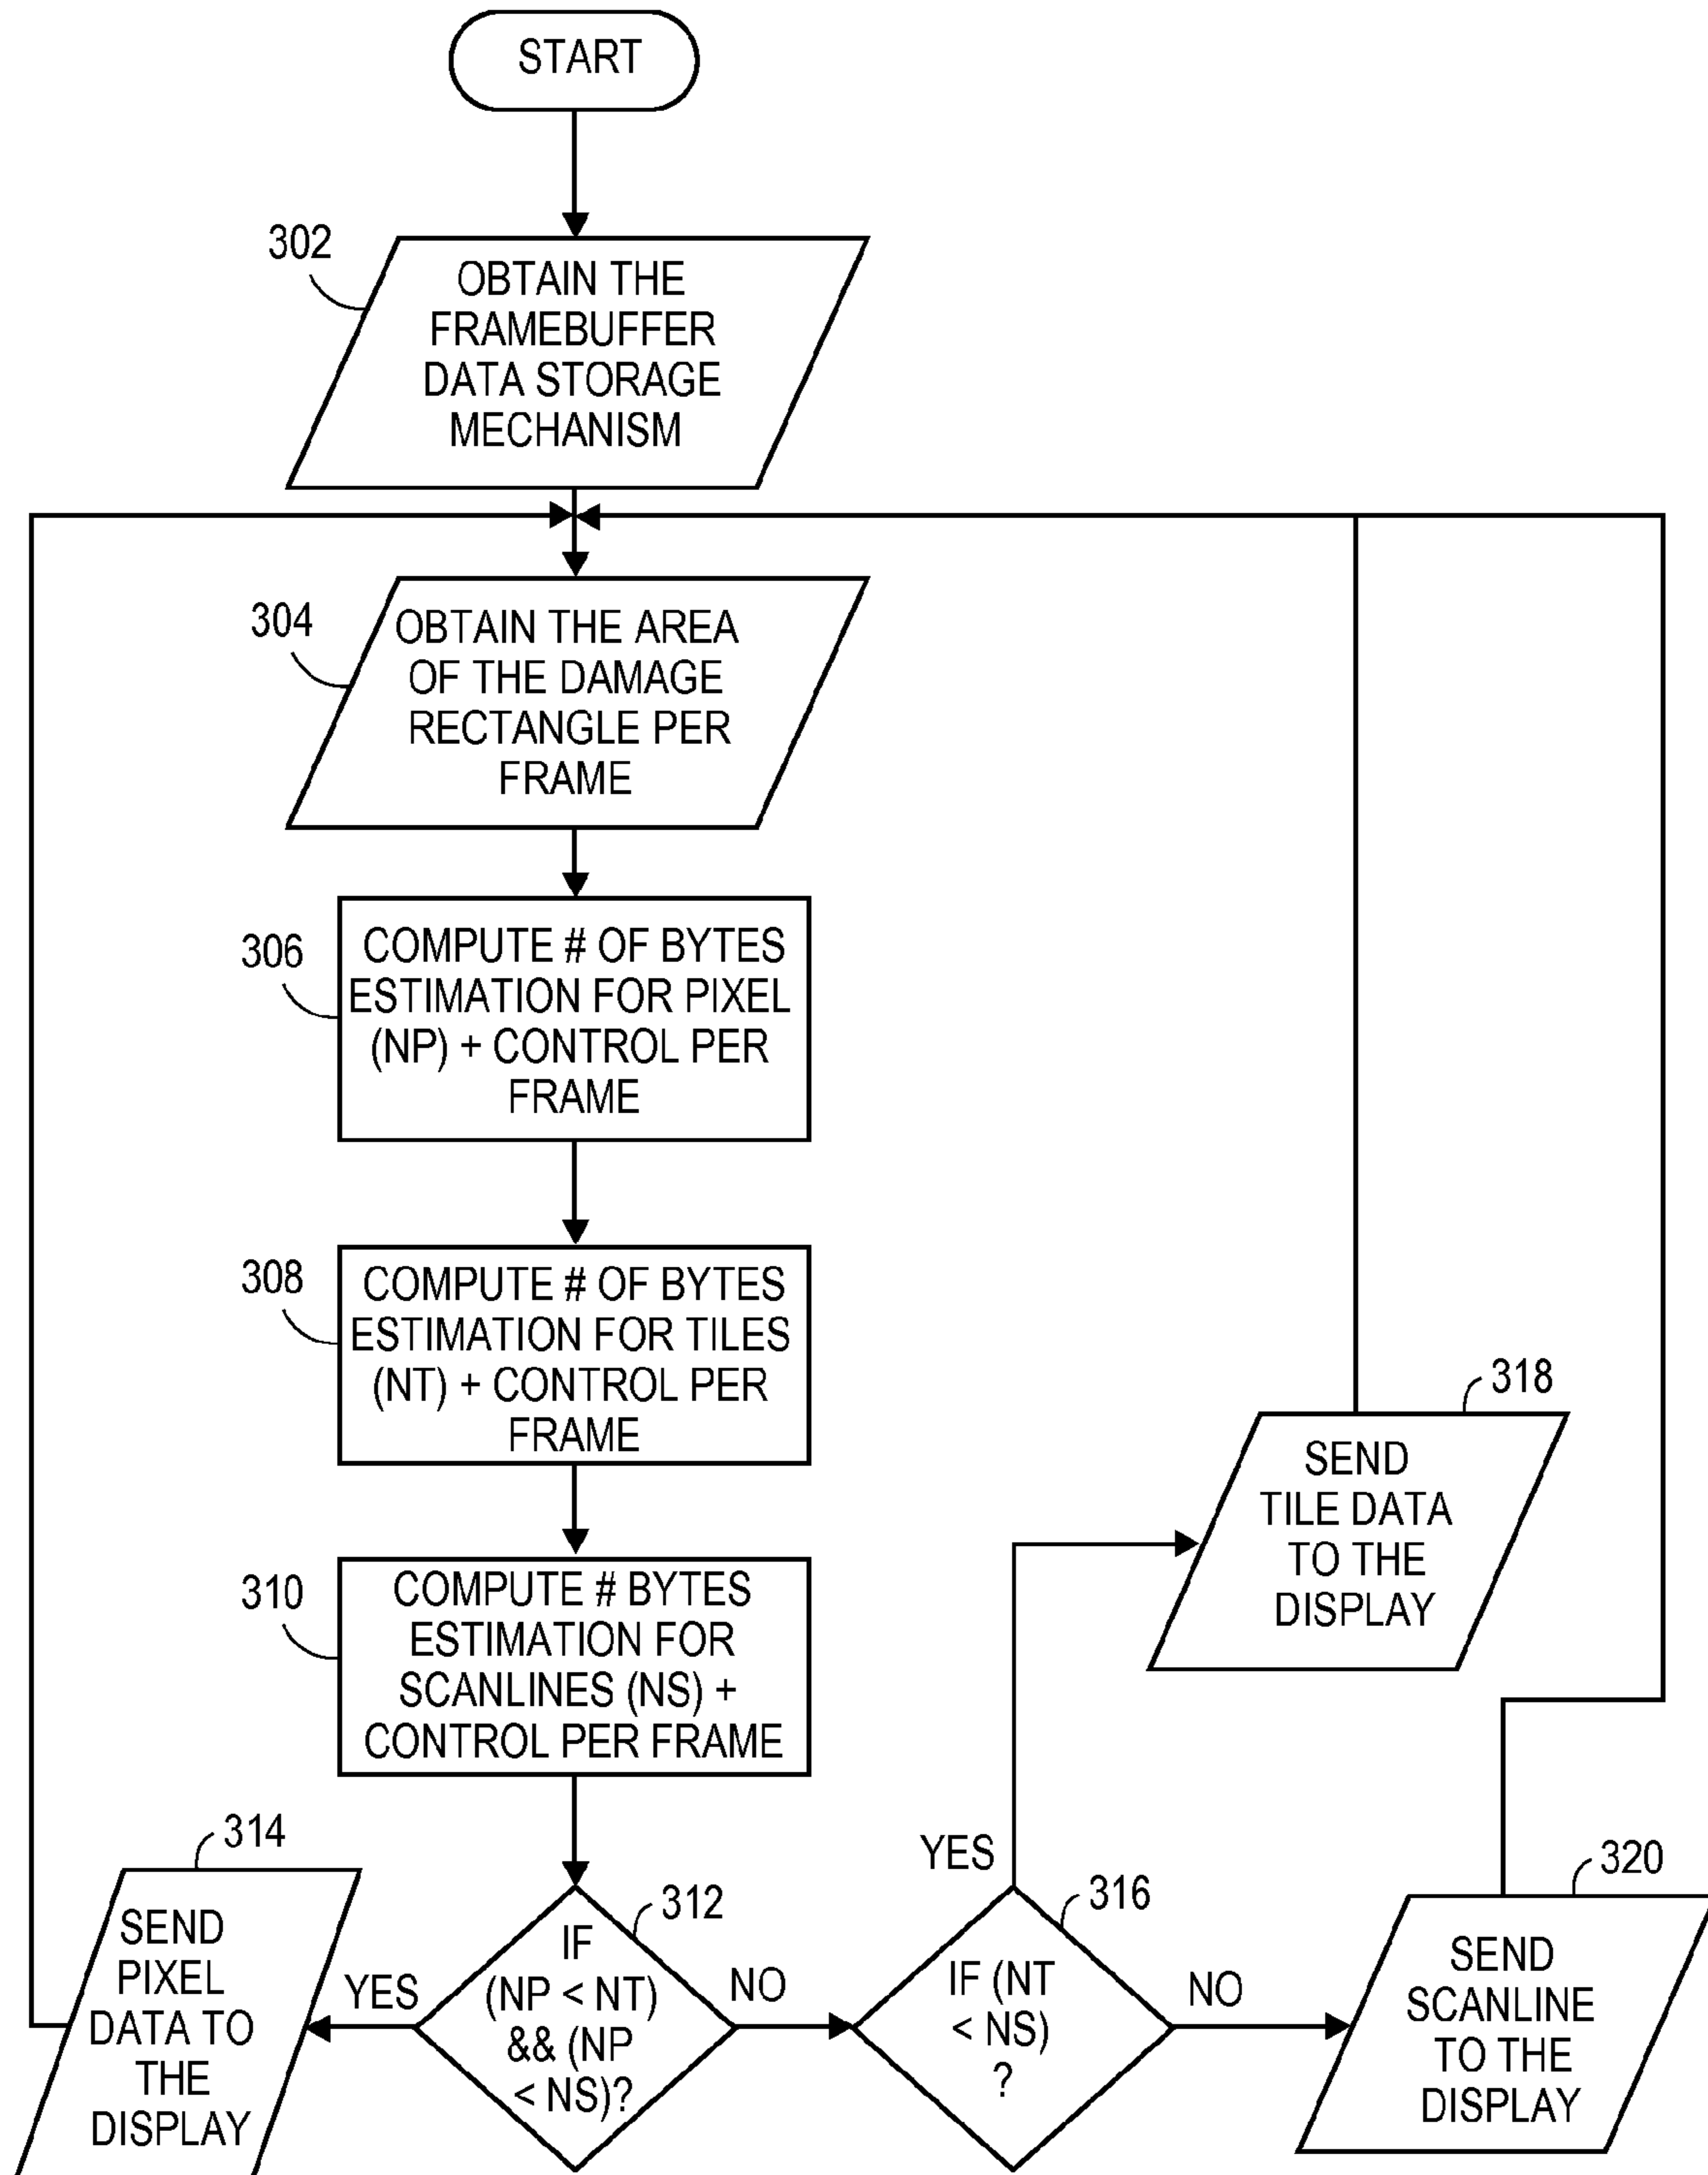 START
302
OBTAIN THE
FRAMEBUFFER
DATA STORAGE
MECHANISM
304
OBTAIN THE AREA
OF THE DAMAGE
RECTANGLE PER
FRAME
306
COMPUTE # OF BYTES
ESTIMATION FOR PIXEL
(NP) + CONTROL PER
FRAME
308
COMPUTE # OF BYTES
ESTIMATION FOR TILES
(NT) + CONTROL PER
FRAME
310
COMPUTE # BYTES
ESTIMATION FOR
SCANLINES (NS) +
CONTROL PER FRAME
312
IF
(NP < NT)
&& (NP
< NS)?
YES
314
SEND
PIXEL
DATA TO
THE
DISPLAY
NO
316
IF (NT
< NS)
?
YES
318
SEND
TILE DATA
TO THE
DISPLAY
NO
320
SEND
SCANLINE
TO THE
DISPLAY